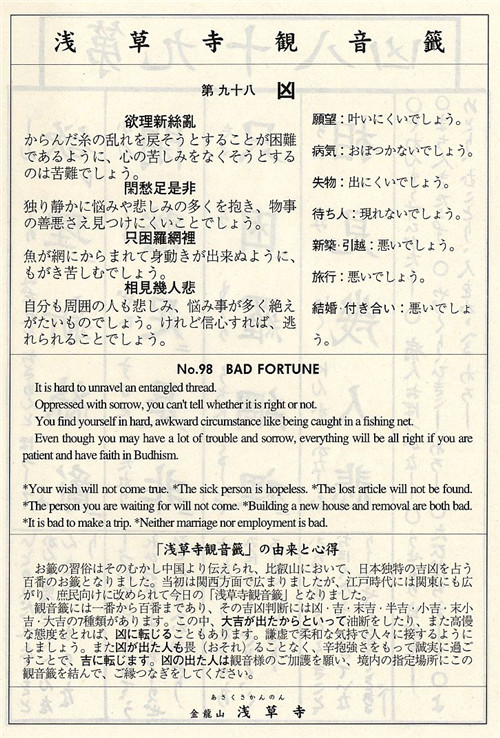 浅草寺観音籤
第九十八 凶
欲理新絲亂
からんだ糸の乱れを戻そうとすることが困難
であるように、心の苦しみをなくそうとする
のは苦難でしょう。
閑愁足是非
独り静かに悩みや悲しみの多くを抱き、物事
の善悪さえ見つけにくいことでしょう。
只困羅網裡
魚が網にからまれて身動きが出来ぬように、
もがき苦しむでしょう。
相見幾人悲
自分も周囲の人も悲しみ、悩み事が多く絶え
がたいものでしょう。けれど信心すれば、逃
れられることでしょう。
願望：叶いにくいでしょう。
病気：おぼつかないでしょう。
失物：出にくいでしょう。
待ち人：現れないでしょう。
新築・引越：悪いでしょう。
旅行：悪いでしょう。
結婚・付き合い：悪いでしょ
う。
No.98 BAD FORTUNE
It is hard to unravel an entangled thread.
Oppressed with sorrow, you can't tell whether it is right or not.
You find yourself in hard, awkward circumstance like being caught in a fishing net.
Even though you may have a lot of trouble and sorrow, everything will be all right if you are
patient and have faith in Budhism.
*Your wish will not come true. *The sick person is hopeless. *The lost article will not be found.
*The person you are waiting for will not come. *Building a new house and removal are both bad.
*It is bad to make a trip. *Neither marriage nor employment is bad.
「浅草寺観音籤」の由来と心得
お籤の習俗はそのむかし中国より伝えられ、比叡山において、日本独特の吉凶を占う
百番のお籤となりました。当初は関西方面で広まりましたが、江戸時代には関東にも広
がり、庶民向けに改められて今日の「浅草寺観音籤」となりました。
観音籤には一番から百番まであり、その吉凶判断には凶・吉・末吉・半吉・小吉・末小
吉・大吉の7種類があります。この中、大吉が出たからといって油断をしたり、また高慢
な態度をとれば、凶に転じることもあります。謙虚で柔和な気持で人々に接するようにし
ましょう。また凶が出た人も畏（おそれ）ることなく、辛抱強さをもって誠実に過ご
すことで、吉に転じます。凶の出た人は観音様のご加護を願い、境内の指定場所にこの
観音籤を結んで、ご縁つなぎをしてください。
あさくさかんのん
金龍山 浅草寺